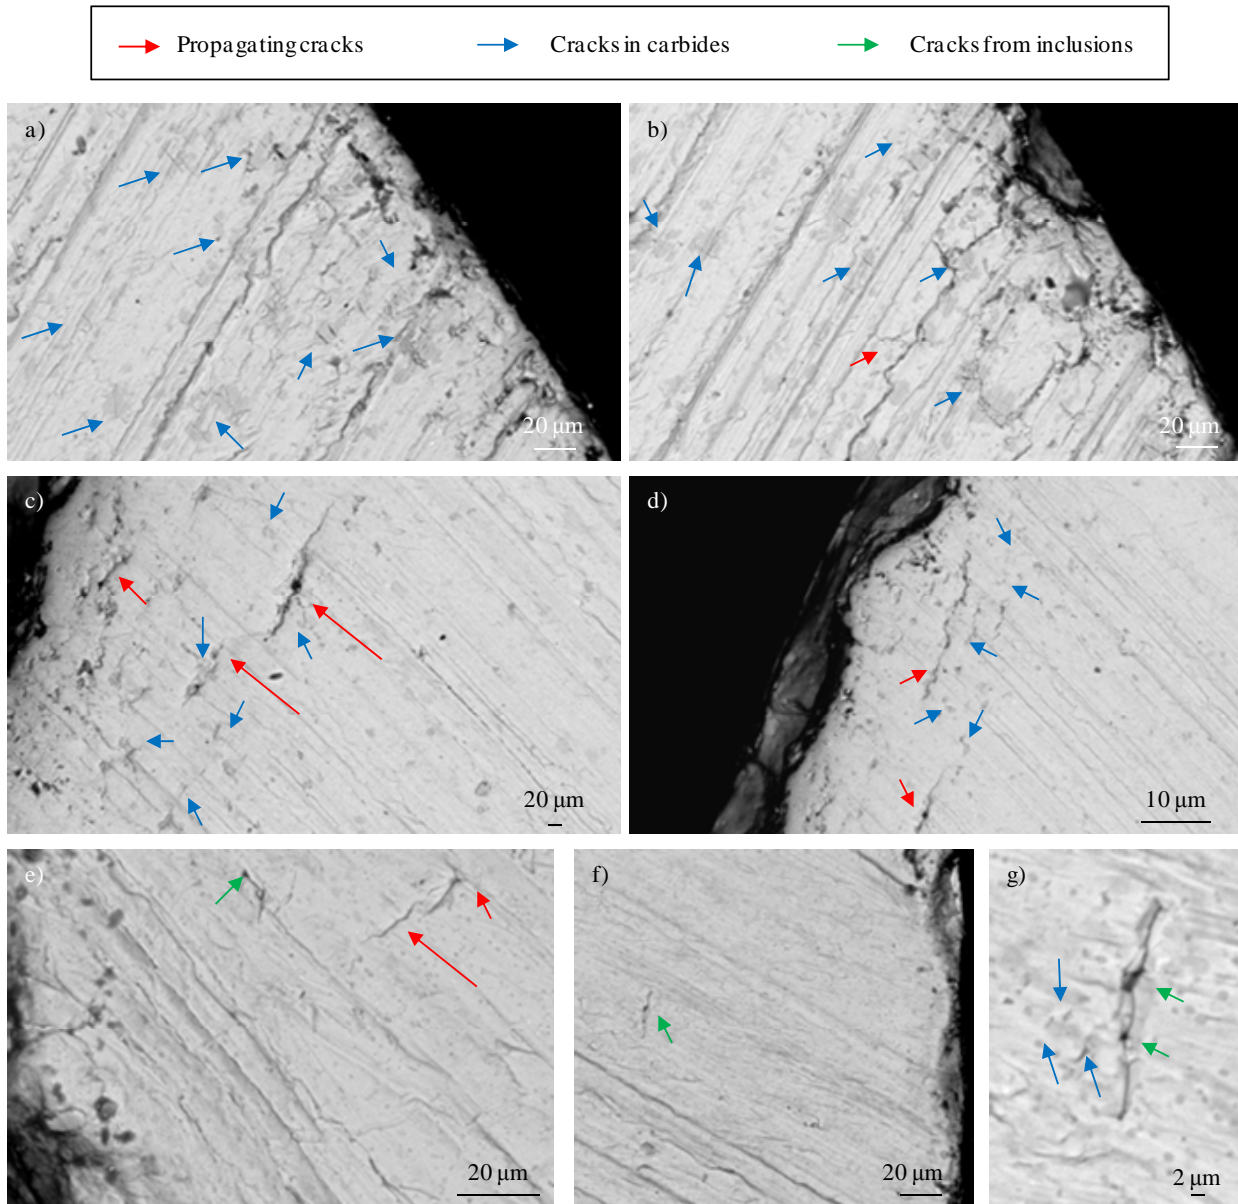 Propagating cracks Cracks in carbides Cracks from inclusions
a)
20 μm
b)
20 μm
c)
20 μm
d)
10 μm
e)
20 μm
f)
20 μm
g)
2 μm